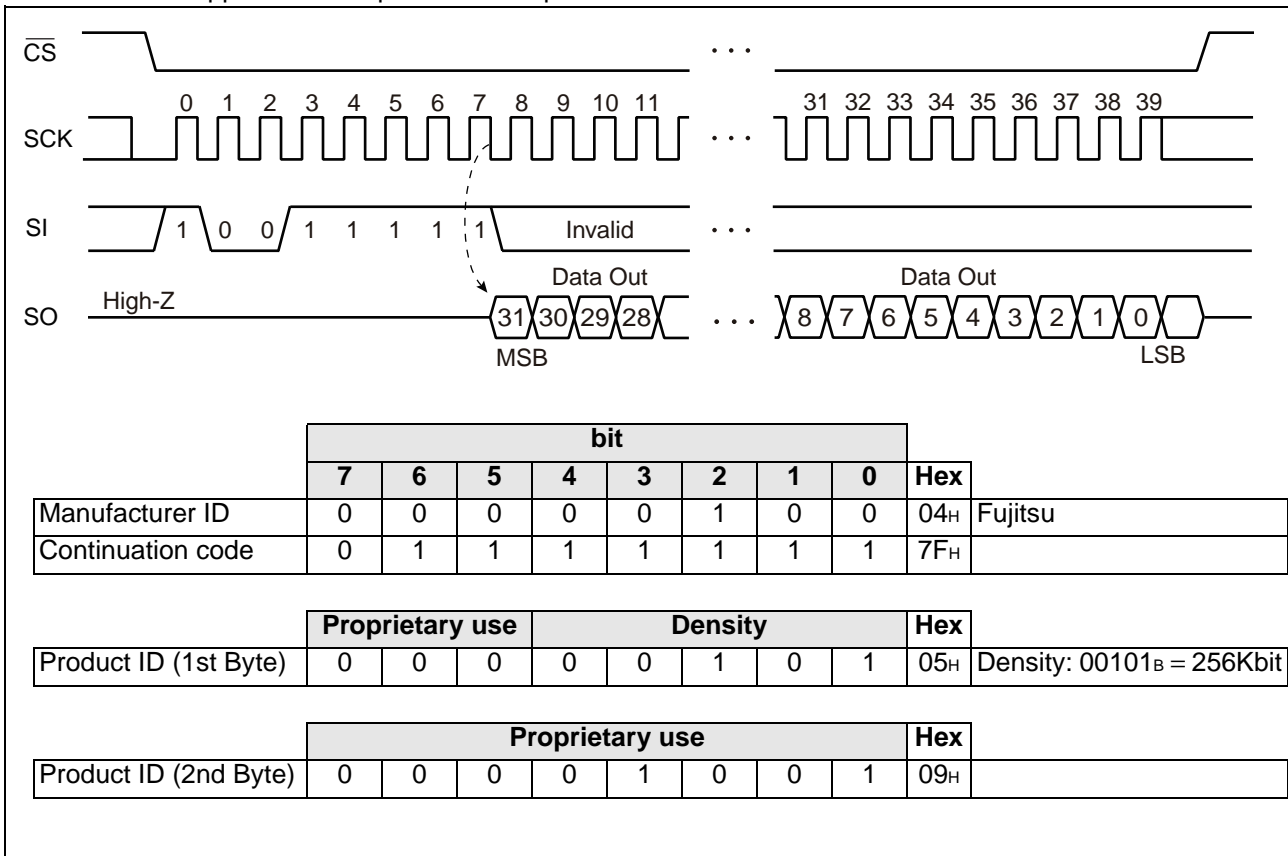 CS
0 1 2 3 4 5 6 7 8 9 10 11 31 32 33 34 35 36 37 38 39
SCK
SI 1 0 0 1 1 1 1 1 Invalid
Data Out Data Out
High-Z
SO 31 30 29 28 8 7 6 5 4 3 2 1 0
MSB LSB
bit
7 6 5 4 3 2 1 0 Hex
Manufacturer ID 0 0 0 0 0 1 0 0 04H Fujitsu
Continuation code 0 1 1 1 1 1 1 1 7FH
Proprietary use Density Hex
Product ID (1st Byte) 0 0 0 0 0 1 0 1 05H Density: 00101B = 256Kbit
Proprietary use Hex
Product ID (2nd Byte) 0 0 0 0 1 0 0 1 09H